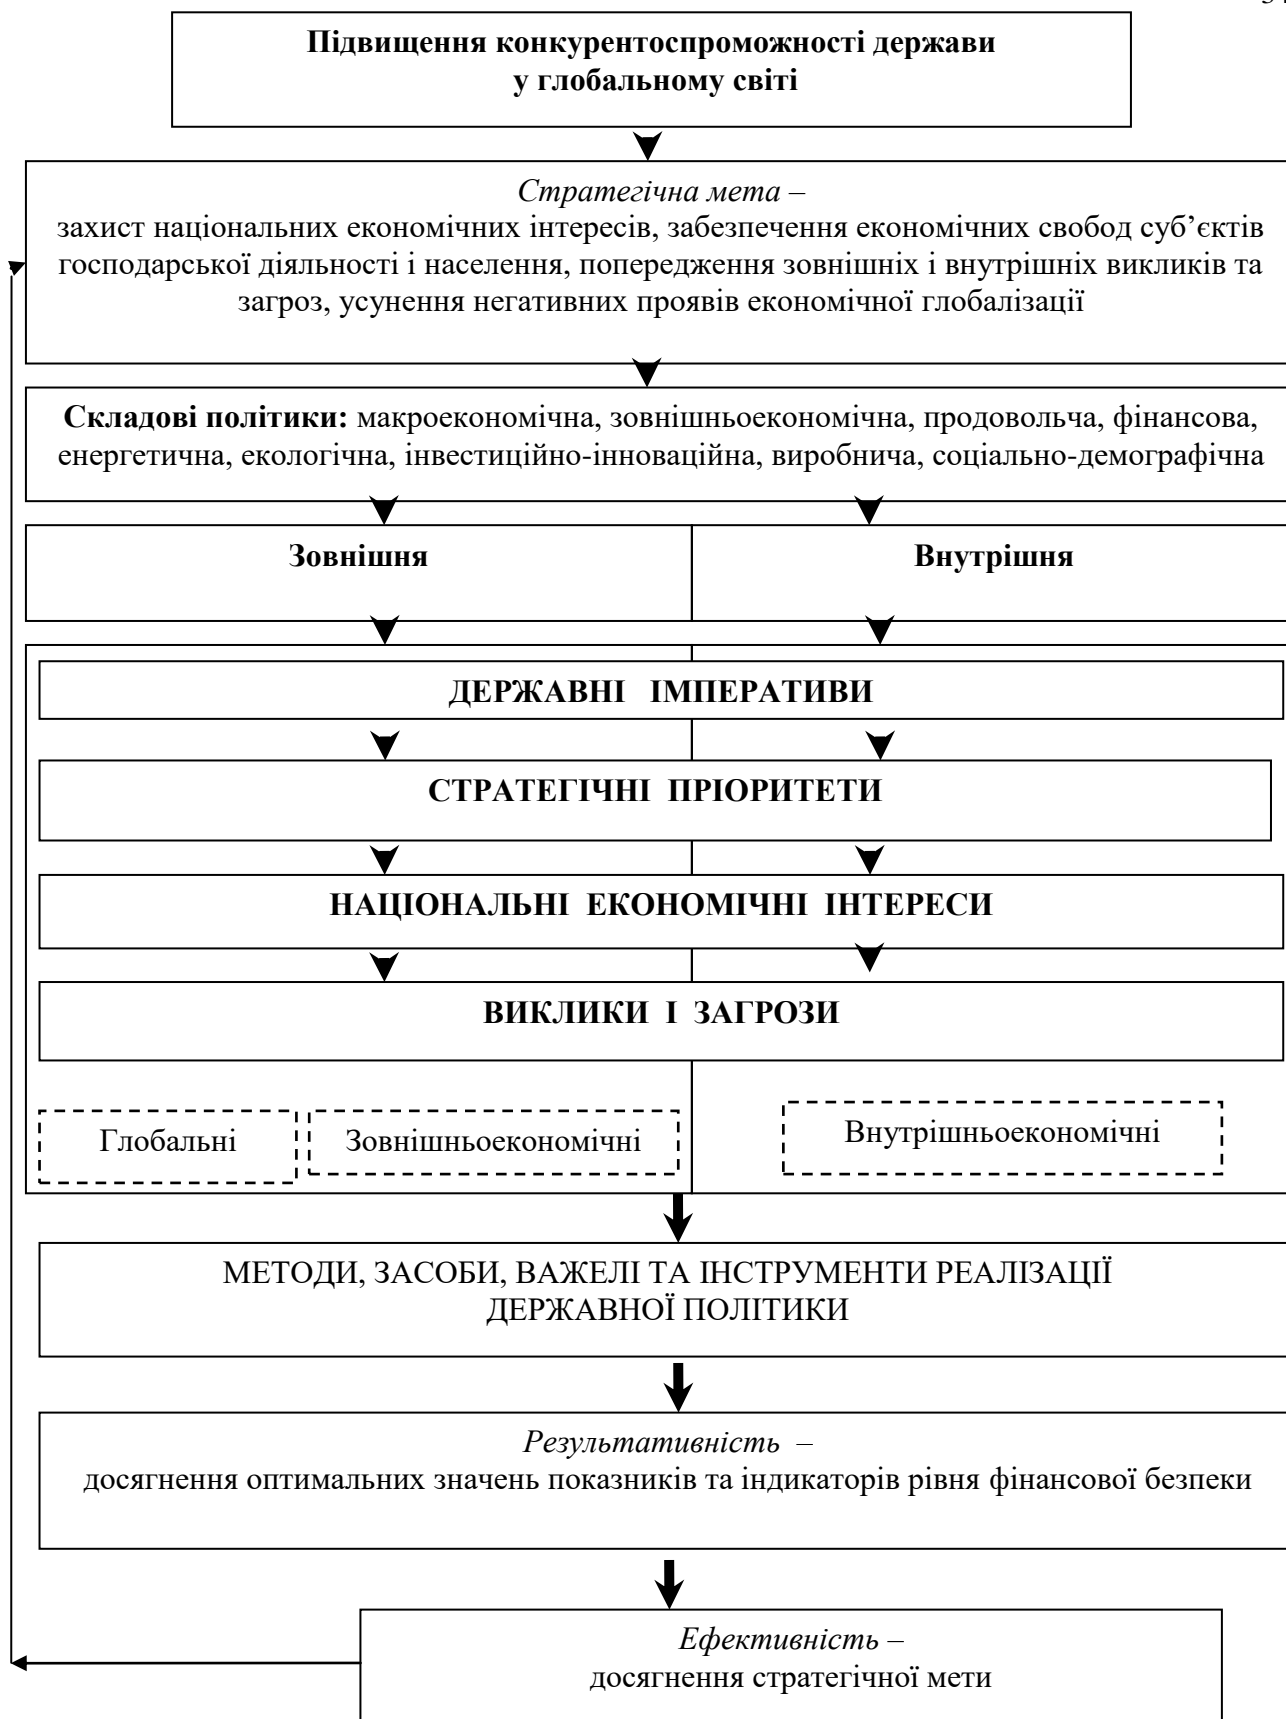 Підвищення конкурентоспроможності держави
у глобальному світі
Стратегічна мета –
захист національних економічних інтересів, забезпечення економічних свобод суб’єктів
господарської діяльності і населення, попередження зовнішніх і внутрішніх викликів та
загроз, усунення негативних проявів економічної глобалізації
Складові політики: макроекономічна, зовнішньоекономічна, продовольча, фінансова,
енергетична, екологічна, інвестиційно-інноваційна, виробнича, соціально-демографічна
Зовнішня
Внутрішня
ДЕРЖАВНІ ІМПЕРАТИВИ
СТРАТЕГІЧНІ ПРІОРИТЕТИ
НАЦІОНАЛЬНІ ЕКОНОМІЧНІ ІНТЕРЕСИ
ВИКЛИКИ І ЗАГРОЗИ
Глобальні
Зовнішньоекономічні
Внутрішньоекономічні
МЕТОДИ, ЗАСОБИ, ВАЖЕЛІ ТА ІНСТРУМЕНТИ РЕАЛІЗАЦІЇ
ДЕРЖАВНОЇ ПОЛІТИКИ
Результативність –
досягнення оптимальних значень показників та індикаторів рівня фінансової безпеки
Ефективність –
досягнення стратегічної мети